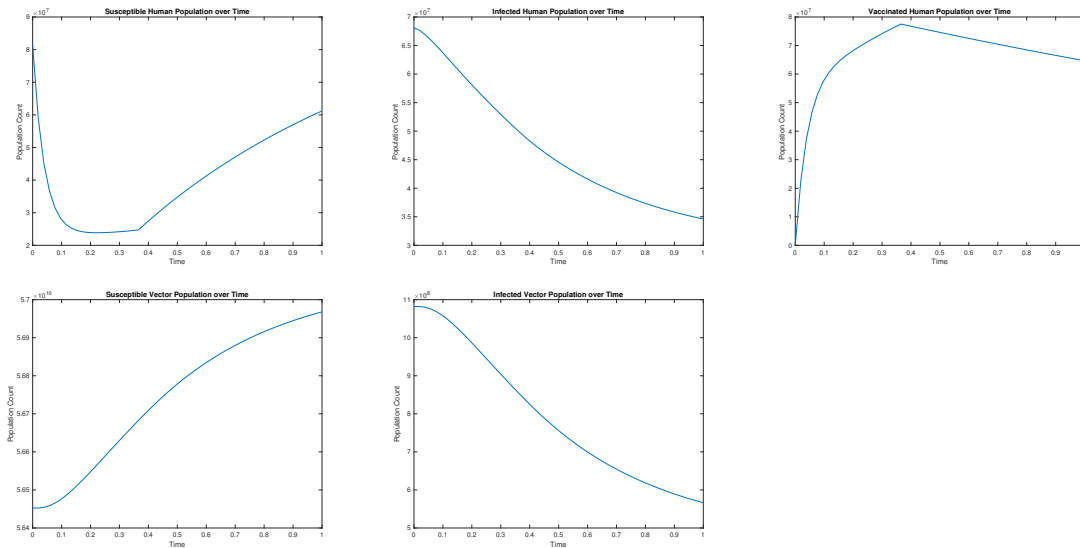 Susceptible Human Population over Time
×10^7
9
8
7
6
5
4
3
2
Population Count
0 0.1 0.2 0.3 0.4 0.5 0.6 0.7 0.8 0.9 1
Time
Infected Human Population over Time
×10^7
7
6.5
6
5.5
5
4.5
4
3.5
3
Population Count
0 0.1 0.2 0.3 0.4 0.5 0.6 0.7 0.8 0.9 1
Time
Vaccinated Human Population over Time
×10^7
8
7
6
5
4
3
2
1
0
Population Count
0 0.1 0.2 0.3 0.4 0.5 0.6 0.7 0.8 0.9
Time
Susceptible Vector Population over Time
×10^10
5.7
5.69
5.68
5.67
5.66
5.65
5.64
Population Count
0 0.1 0.2 0.3 0.4 0.5 0.6 0.7 0.8 0.9 1
Time
Infected Vector Population over Time
×10^8
11
10
9
8
7
6
5
Population Count
0 0.1 0.2 0.3 0.4 0.5 0.6 0.7 0.8 0.9 1
Time